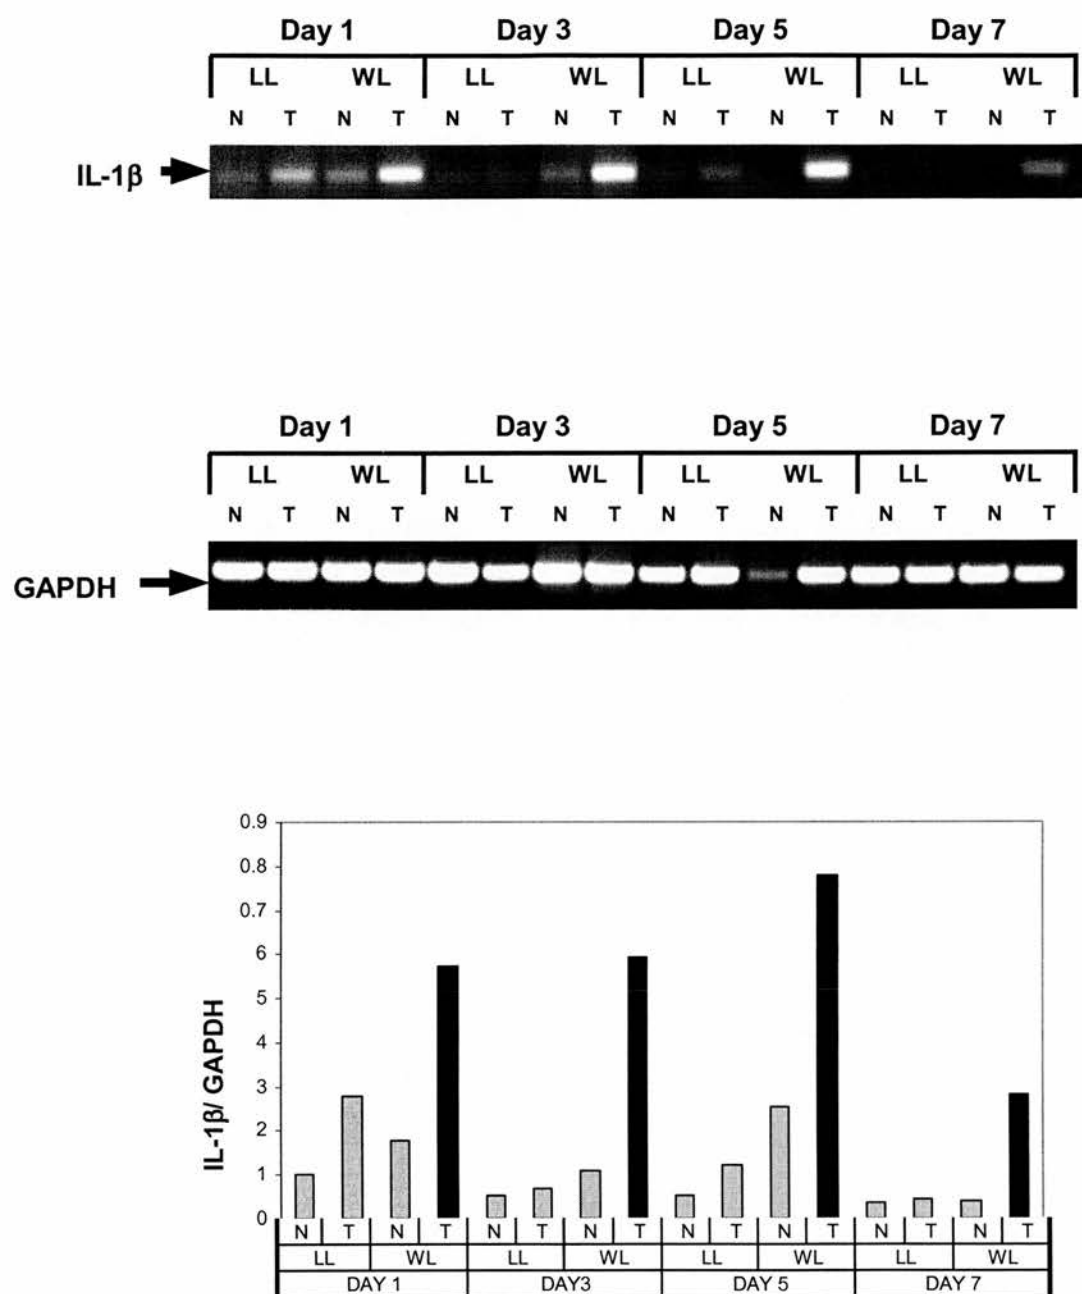 Day 1 Day 3 Day 5 Day 7
LL WL LL WL LL WL LL WL
N T N T N T N T N T N T N T N T
IL-1β
Day 1 Day 3 Day 5 Day 7
LL WL LL WL LL WL LL WL
N T N T N T N T N T N T N T N T
GAPDH
0.9
0.8
0.7
6
5
4
3
2
1
0
IL-1β/ GAPDH
N T N T N T N T N T N T N T N T
LL WL LL WL LL WL LL WL
DAY 1 DAY3 DAY 5 DAY 7